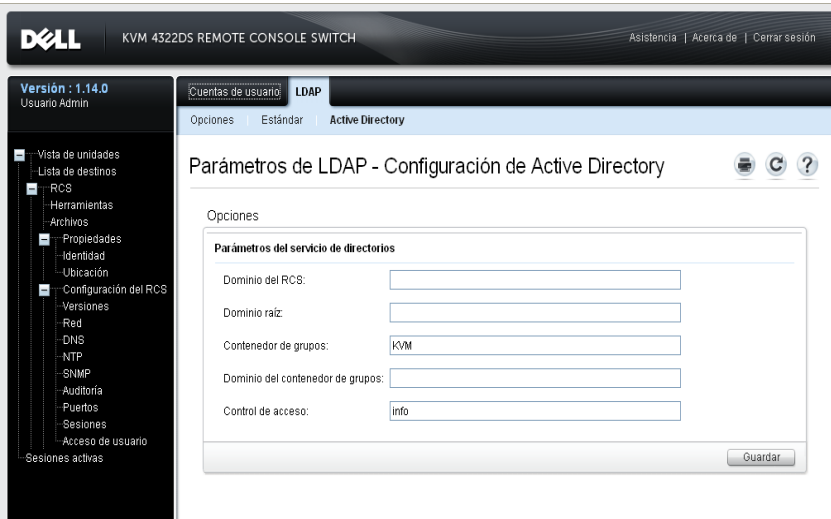 DELL
KVM 4322DS REMOTE CONSOLE SWITCH
Asistencia | Acerca de | Cerrar sesión
Versión : 1.14.0
Usuario Admin
Cuentas de usuario
LDAP
Opciones
Estándar
Active Directory
Vista de unidades
Lista de destinos
RCS
Herramientas
Archivos
Propiedades
Identidad
Ubicación
Configuración del RCS
Versiones
Red
DNS
NTP
SNMP
Auditoría
Puertos
Sesiones
Acceso de usuario
Sesiones activas
Parámetros de LDAP - Configuración de Active Directory
Opciones
Parámetros del servicio de directorios
Dominio del RCS:
Dominio raíz:
Contenedor de grupos: KVM
Dominio del contenedor de grupos:
Control de acceso: info
Guardar